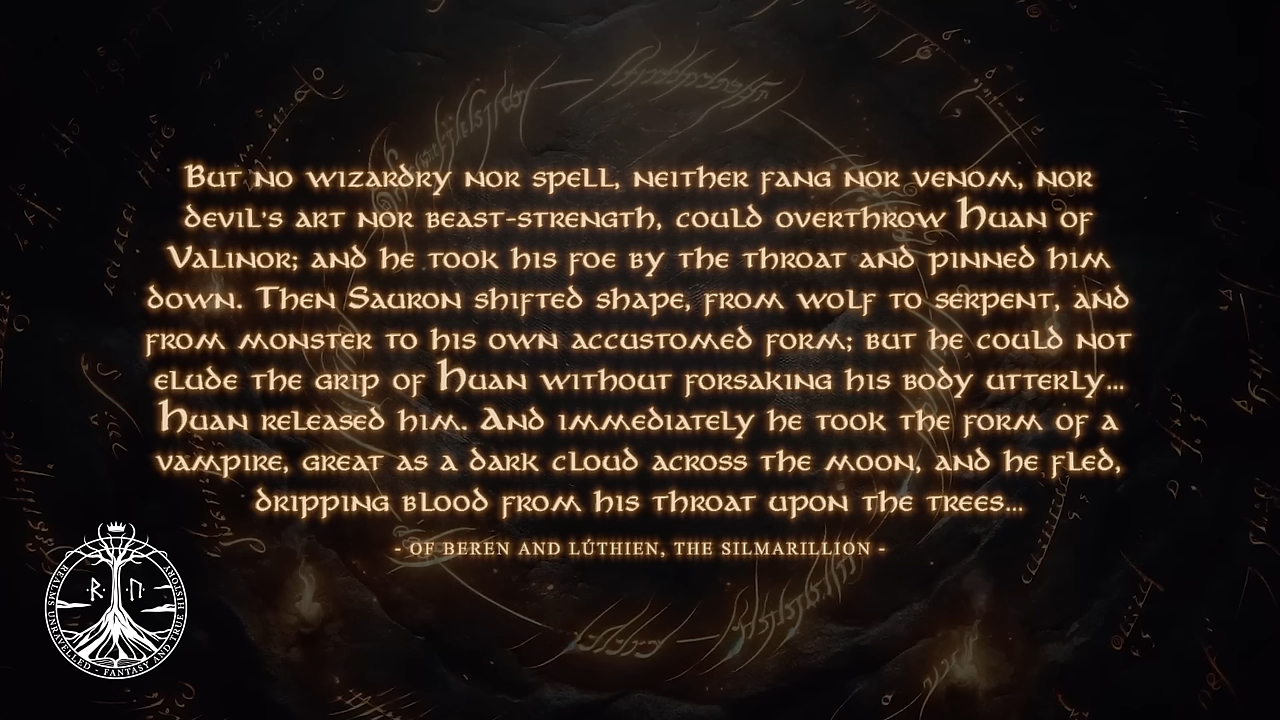 But no wizardry nor spell, neither fang nor venom, nor
devil's art nor beast-strength, could overthrow Huan of
Valinor; and he took his foe by the throat and pinned him
down. Then Sauron shifted shape, from wolf to serpent, and
from monster to his own accustomed form; but he could not
elude the grip of Huan without forsaking his body utterly...
Huan released him. And immediately he took the form of a
vampire, great as a dark cloud across the moon, and he fled,
dripping blood from his throat upon the trees...
- OF BEREN AND LÚTHIEN, THE SILMARILLION -
ᚱ ᚢ
REALMS UNRAVELLED - FANTASY AND TRUE HISTORY